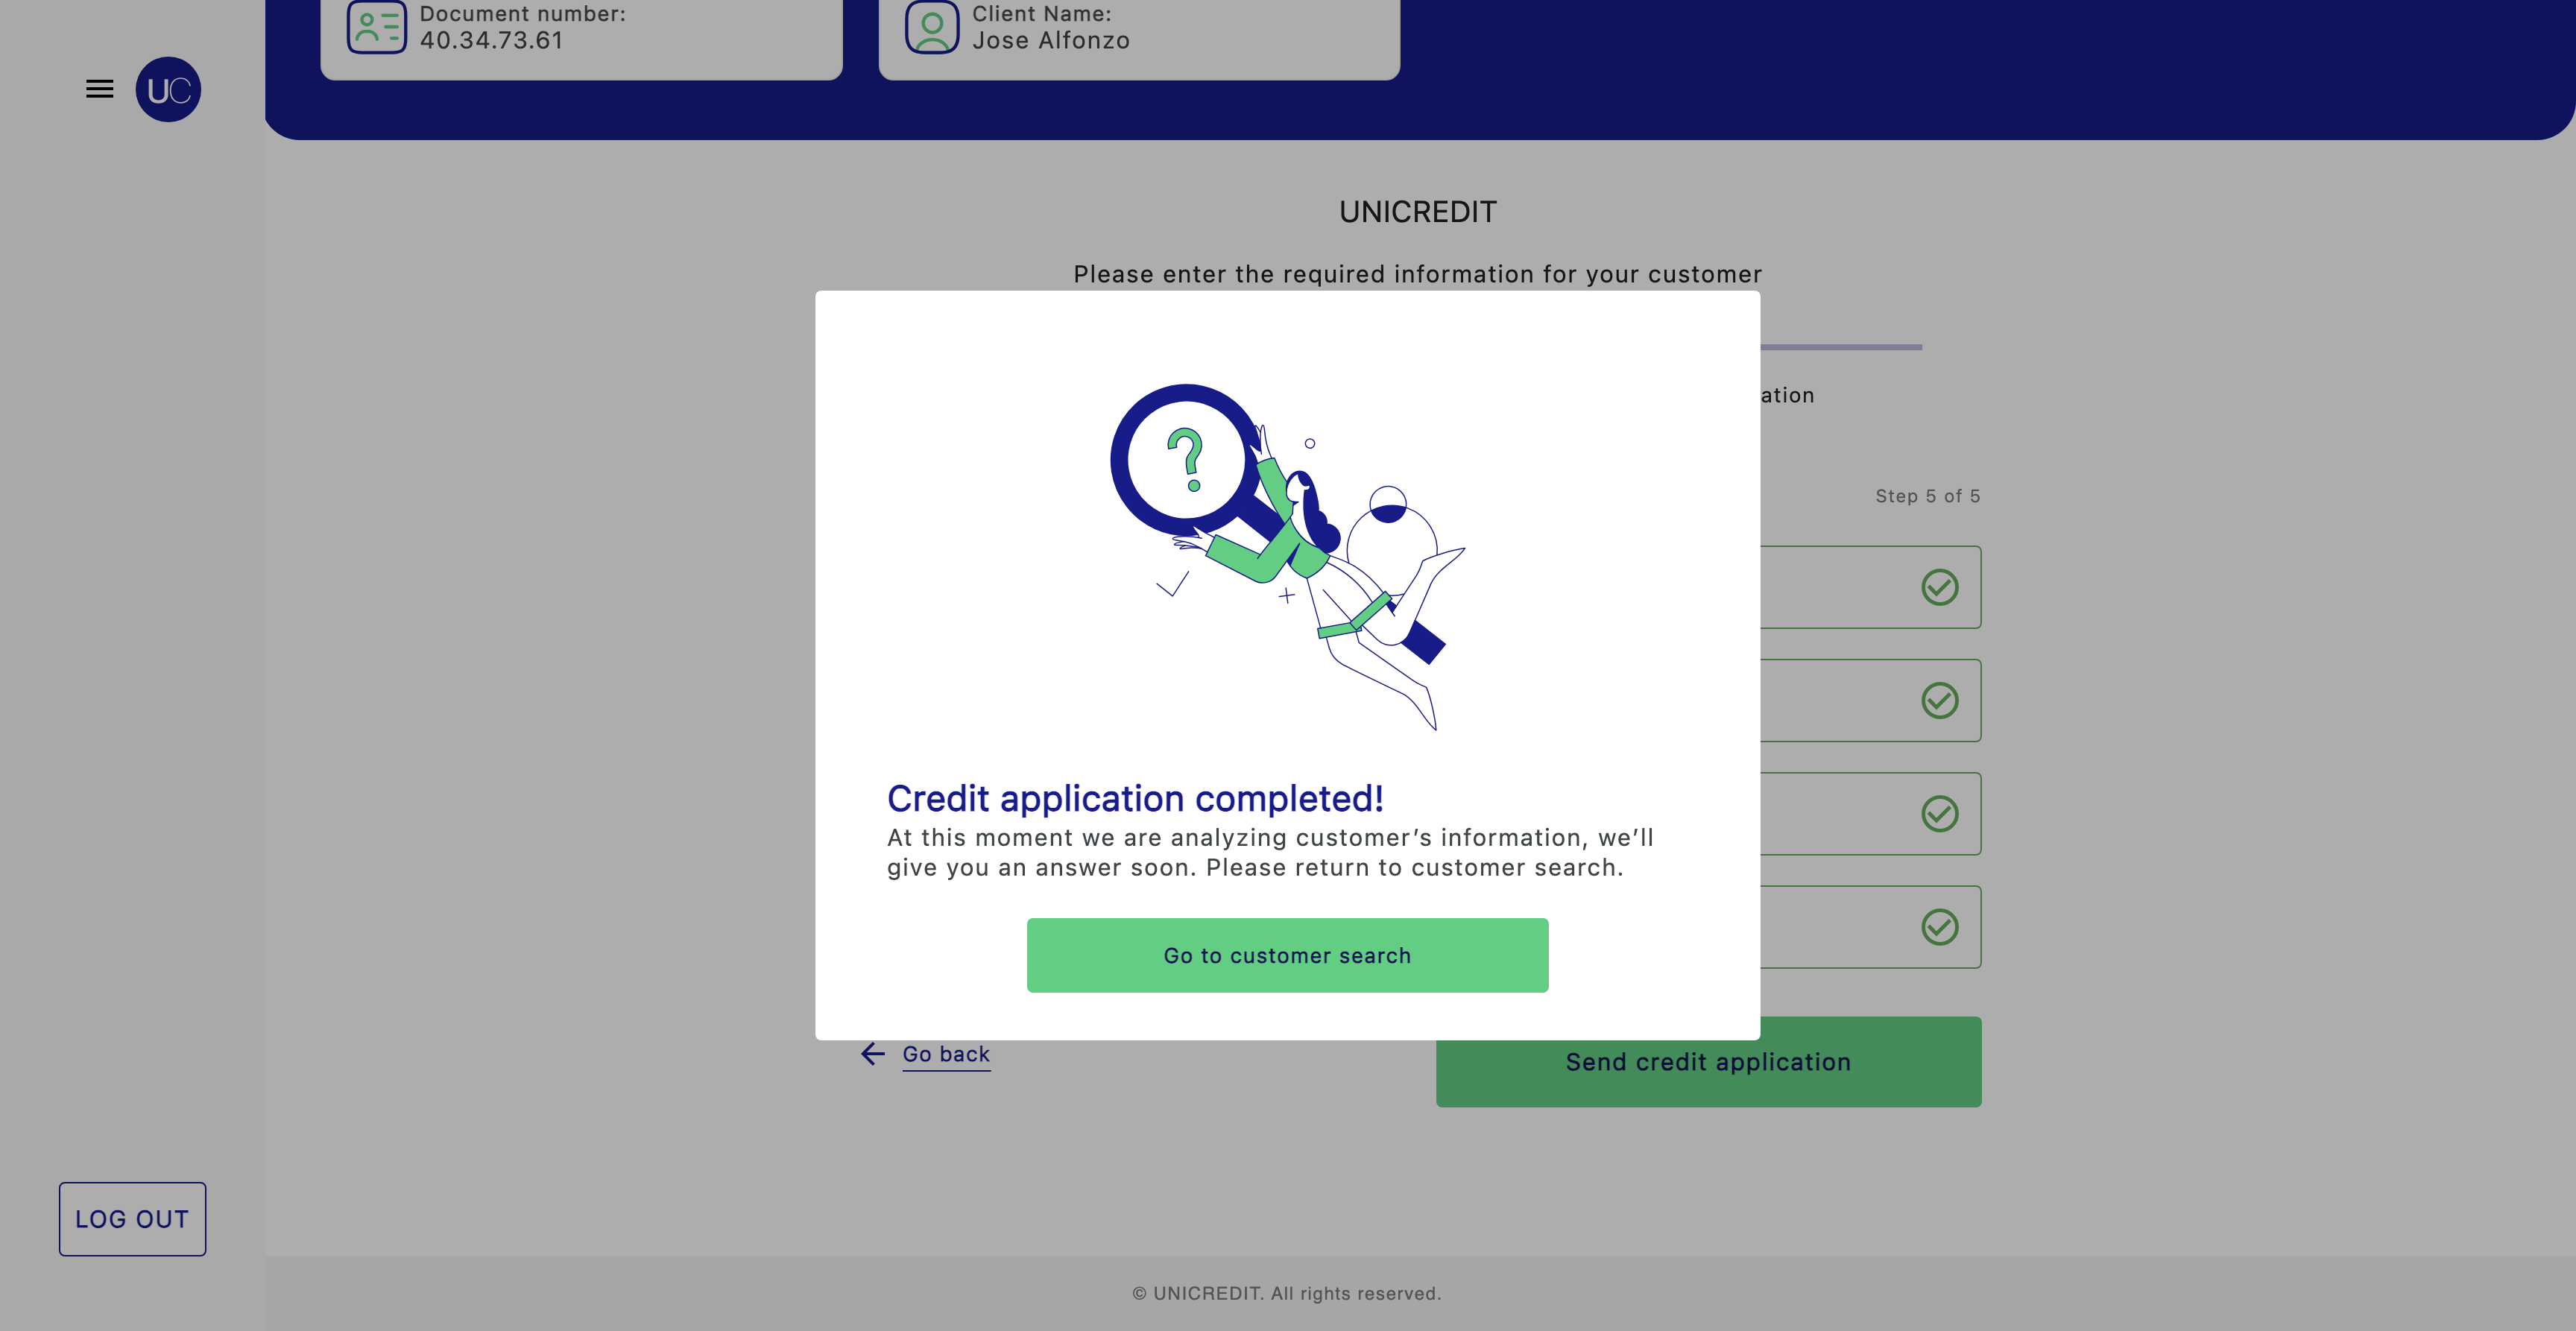 Document number:
40.34.73.61
Client Name:
Jose Alfonzo
UC
UNICREDIT
Please enter the required information for your customer
ation
?
Step 5 of 5
Credit application completed!
At this moment we are analyzing customer’s information, we’ll
give you an answer soon. Please return to customer search.
Go to customer search
Go back
Send credit application
LOG OUT
© UNICREDIT. All rights reserved.